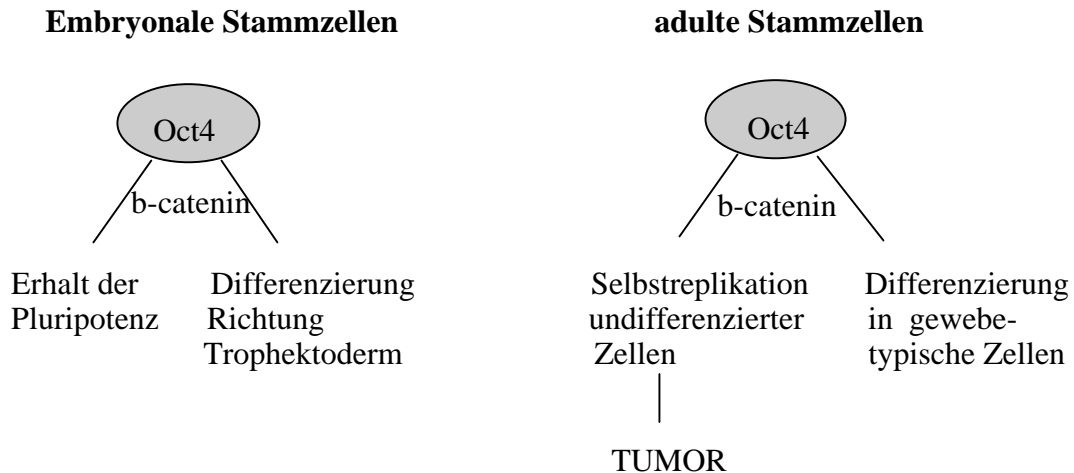 Embryonale Stammzellen
adulte Stammzellen
Oct4
b-catenin
Erhalt der
Pluripotenz
Differenzierung
Richtung
Trophektoderm
Oct4
b-catenin
Selbstreplikation
undifferenzierter
Zellen
Differenzierung
in gewebe-
typische Zellen
TUMOR